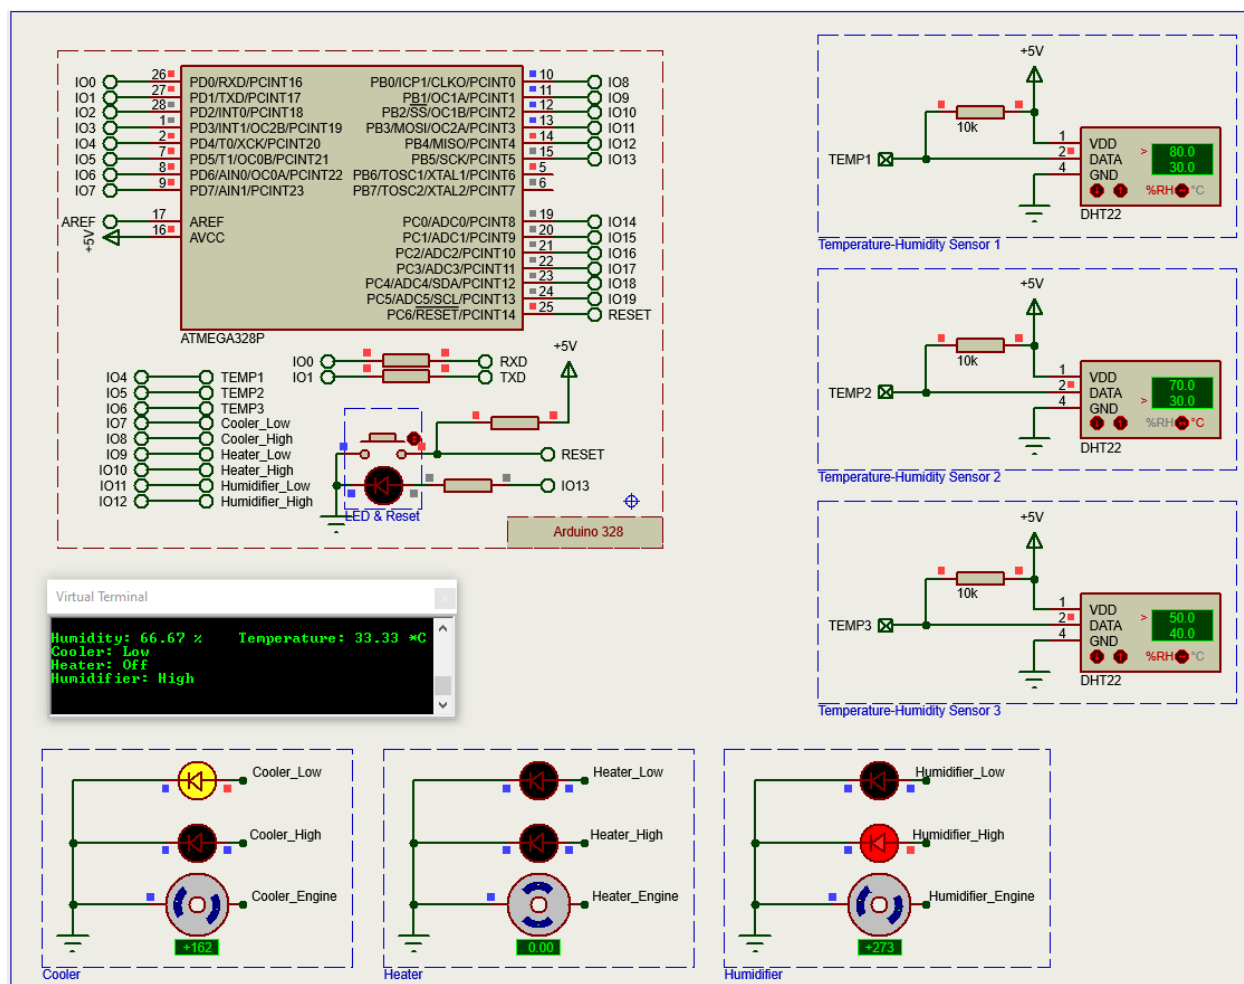 IO0 26 PD0/RXD/PCINT16 PB0/ICP1/CLKO/PCINT0 10 IO8
IO1 27 PD1/TXD/PCINT17 PB1/OC1A/PCINT1 11 IO9
IO2 28 PD2/INT0/PCINT18 PB2/SS/OC1B/PCINT2 12 IO10
IO3 1 PD3/INT1/OC2B/PCINT19 PB3/MOSI/OC2A/PCINT3 13 IO11
IO4 2 PD4/T0/XCK/PCINT20 PB4/MISO/PCINT4 14 IO12
IO5 7 PD5/T1/OC0B/PCINT21 PB5/SCK/PCINT5 15 IO13
IO6 8 PD6/AIN0/OC0A/PCINT22 PB6/TOSC1/XTAL1/PCINT6 5
IO7 9 PD7/AIN1/PCINT23 PB7/TOSC2/XTAL2/PCINT7 6
AREF 17 AREF PC0/ADC0/PCINT8 19 IO14
+5V 16 AVCC PC1/ADC1/PCINT9 20 IO15
PC2/ADC2/PCINT10 21 IO16
PC3/ADC3/PCINT11 22 IO17
PC4/ADC4/SDA/PCINT12 23 IO18
PC5/ADC5/SCL/PCINT13 24 IO19
PC6/RESET/PCINT14 25 RESET
ATMEGA328P
IO0 RXD
IO1 TXD
+5V
IO4 TEMP1
IO5 TEMP2
IO6 TEMP3
IO7 Cooler_Low
IO8 Cooler_High
IO9 Heater_Low
IO10 Heater_High
IO11 Humidifier_Low
IO12 Humidifier_High
RESET
IO13
LED & Reset
Arduino 328
+5V
10k
TEMP1
1 VDD
2 DATA
4 GND
> 80.0
30.0
%RH °C
DHT22
Temperature-Humidity Sensor 1
+5V
10k
TEMP2
1 VDD
2 DATA
4 GND
70.0
> 30.0
%RH °C
DHT22
Temperature-Humidity Sensor 2
+5V
10k
TEMP3
1 VDD
2 DATA
4 GND
> 50.0
40.0
%RH °C
DHT22
Temperature-Humidity Sensor 3
Virtual Terminal
x
Humidity: 66.67 % Temperature: 33.33 *C
Cooler: Low
Heater: Off
Humidifier: High
Cooler_Low
Cooler_High
Cooler_Engine
+162
Cooler
Heater_Low
Heater_High
Heater_Engine
0.00
Heater
Humidifier_Low
Humidifier_High
Humidifier_Engine
+273
Humidifier